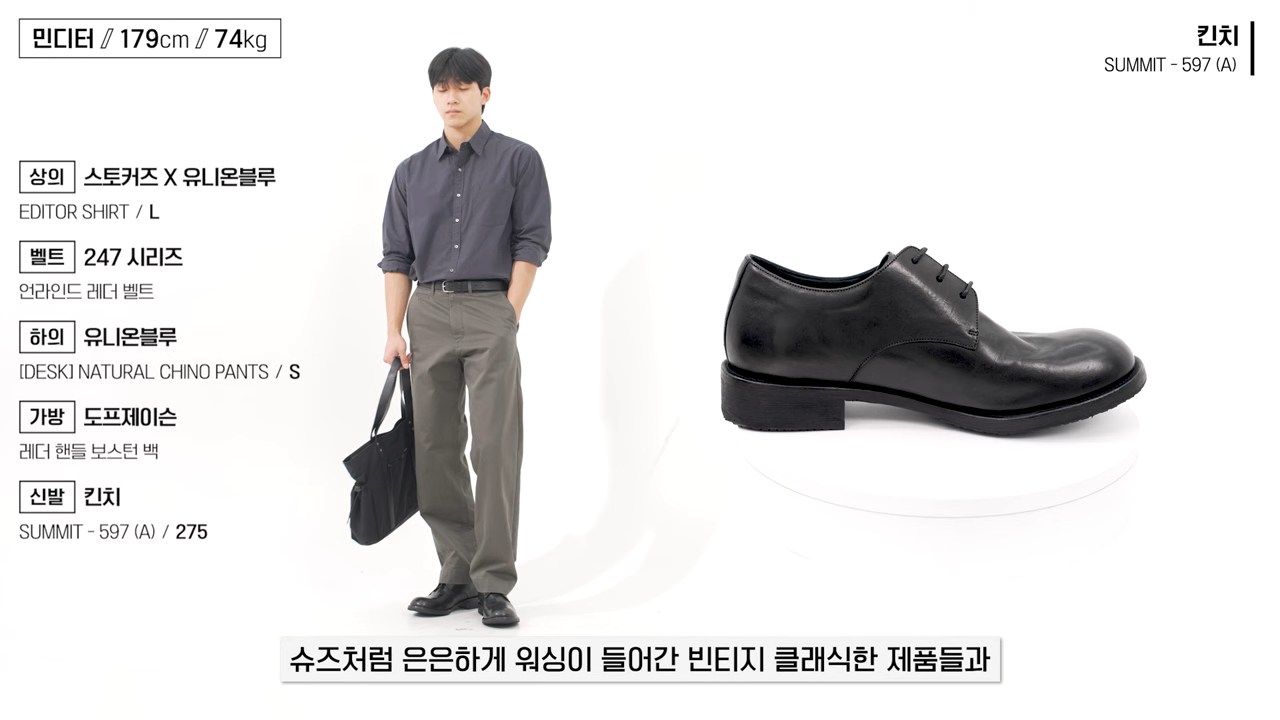 민디터 // 179cm // 74kg
킨치
SUMMIT - 597 (A)
상의 스토커즈 X 유니온블루
EDITOR SHIRT / L
벨트 247 시리즈
언라인드 레더 벨트
하의 유니온블루
[DESK] NATURAL CHINO PANTS / S
가방 도프제이슨
레더 핸들 보스턴 백
신발 킨치
SUMMIT - 597 (A) / 275
슈즈처럼 은은하게 워싱이 들어간 빈티지 클래식한 제품들과